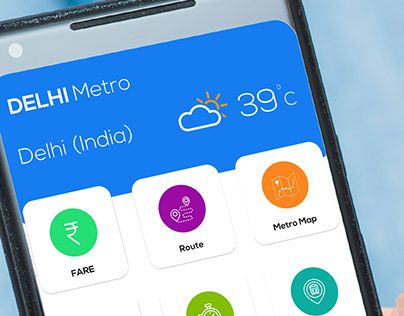 DELHI Metro
39°C
Delhi (India)
₹
FARE
Route
Metro Map